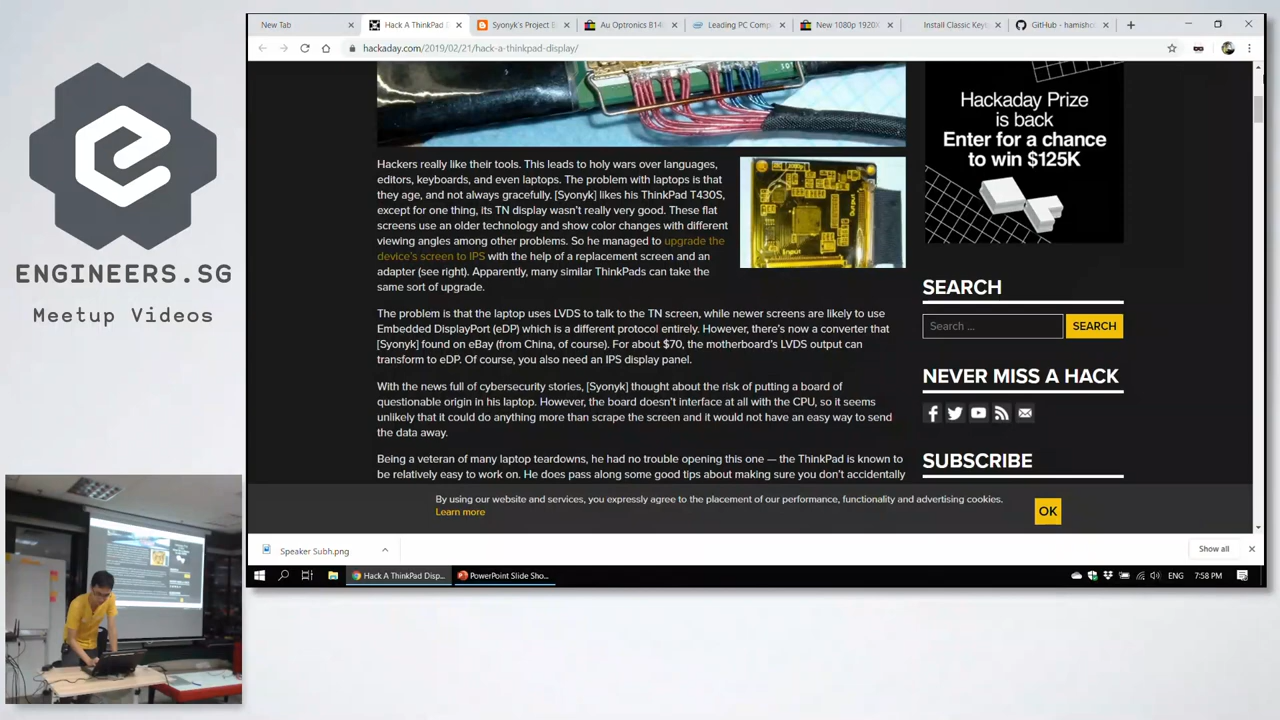 New Tab
Hack A ThinkPad D
Syonyk's Project B
Au Optronics B14
Leading PC Comp
New 1080p 1920X
Install Classic Keyb
GitHub - hamisho
hackaday.com/2019/02/21/hack-a-thinkpad-display/
Hackers really like their tools. This leads to holy wars over languages,
editors, keyboards, and even laptops. The problem with laptops is that
they age, and not always gracefully. [Syonyk] likes his ThinkPad T430S,
except for one thing, its TN display wasn't really very good. These flat
screens use an older technology and show color changes with different
viewing angles among other problems. So he managed to upgrade the
device's screen to IPS with the help of a replacement screen and an
adapter (see right). Apparently, many similar ThinkPads can take the
same sort of upgrade.
Output
Input
The problem is that the laptop uses LVDS to talk to the TN screen, while newer screens are likely to use
Embedded DisplayPort (eDP) which is a different protocol entirely. However, there's now a converter that
[Syonyk] found on eBay (from China, of course). For about $70, the motherboard's LVDS output can
transform to eDP. Of course, you also need an IPS display panel.
With the news full of cybersecurity stories, [Syonyk] thought about the risk of putting a board of
questionable origin in his laptop. However, the board doesn't interface at all with the CPU, so it seems
unlikely that it could do anything more than scrape the screen and it would not have an easy way to send
the data away.
Being a veteran of many laptop teardowns, he had no trouble opening this one — the ThinkPad is known to
be relatively easy to work on. He does pass along some good tips about making sure you don't accidentally
Hackaday Prize
is back
Enter for a chance
to win $125K
SEARCH
Search ...
SEARCH
NEVER MISS A HACK
SUBSCRIBE
By using our website and services, you expressly agree to the placement of our performance, functionality and advertising cookies.
Learn more
OK
Speaker Subh.png
Show all
Hack A ThinkPad Disp...
PowerPoint Slide Sho...
ENG
7:58 PM
ENGINEERS.SG
Meetup Videos